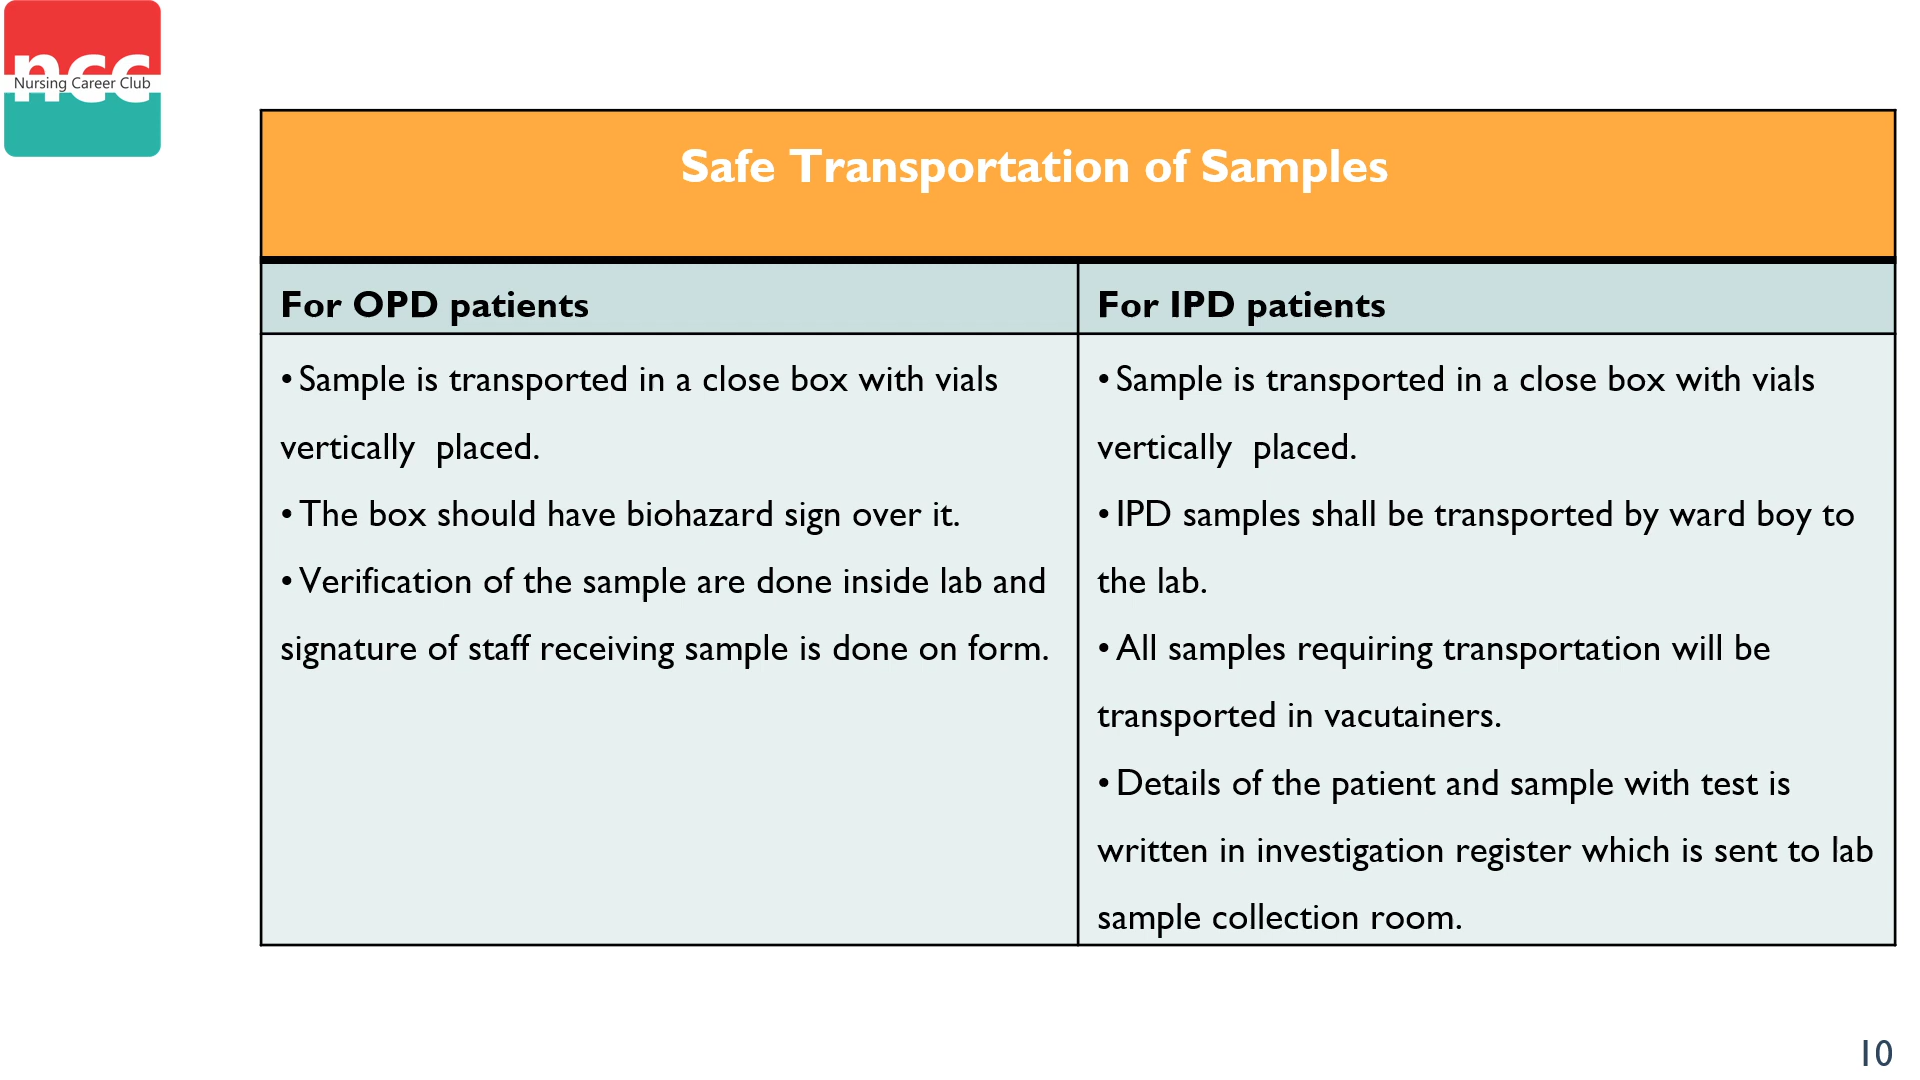 ncc
Nursing Career Club
Safe Transportation of Samples
For OPD patients
• Sample is transported in a close box with vials
vertically  placed.
• The box should have biohazard sign over it.
• Verification of the sample are done inside lab and
signature of staff receiving sample is done on form.
For IPD patients
• Sample is transported in a close box with vials
vertically  placed.
• IPD samples shall be transported by ward boy to
the lab.
• All samples requiring transportation will be
transported in vacutainers.
• Details of the patient and sample with test is
written in investigation register which is sent to lab
sample collection room.
10